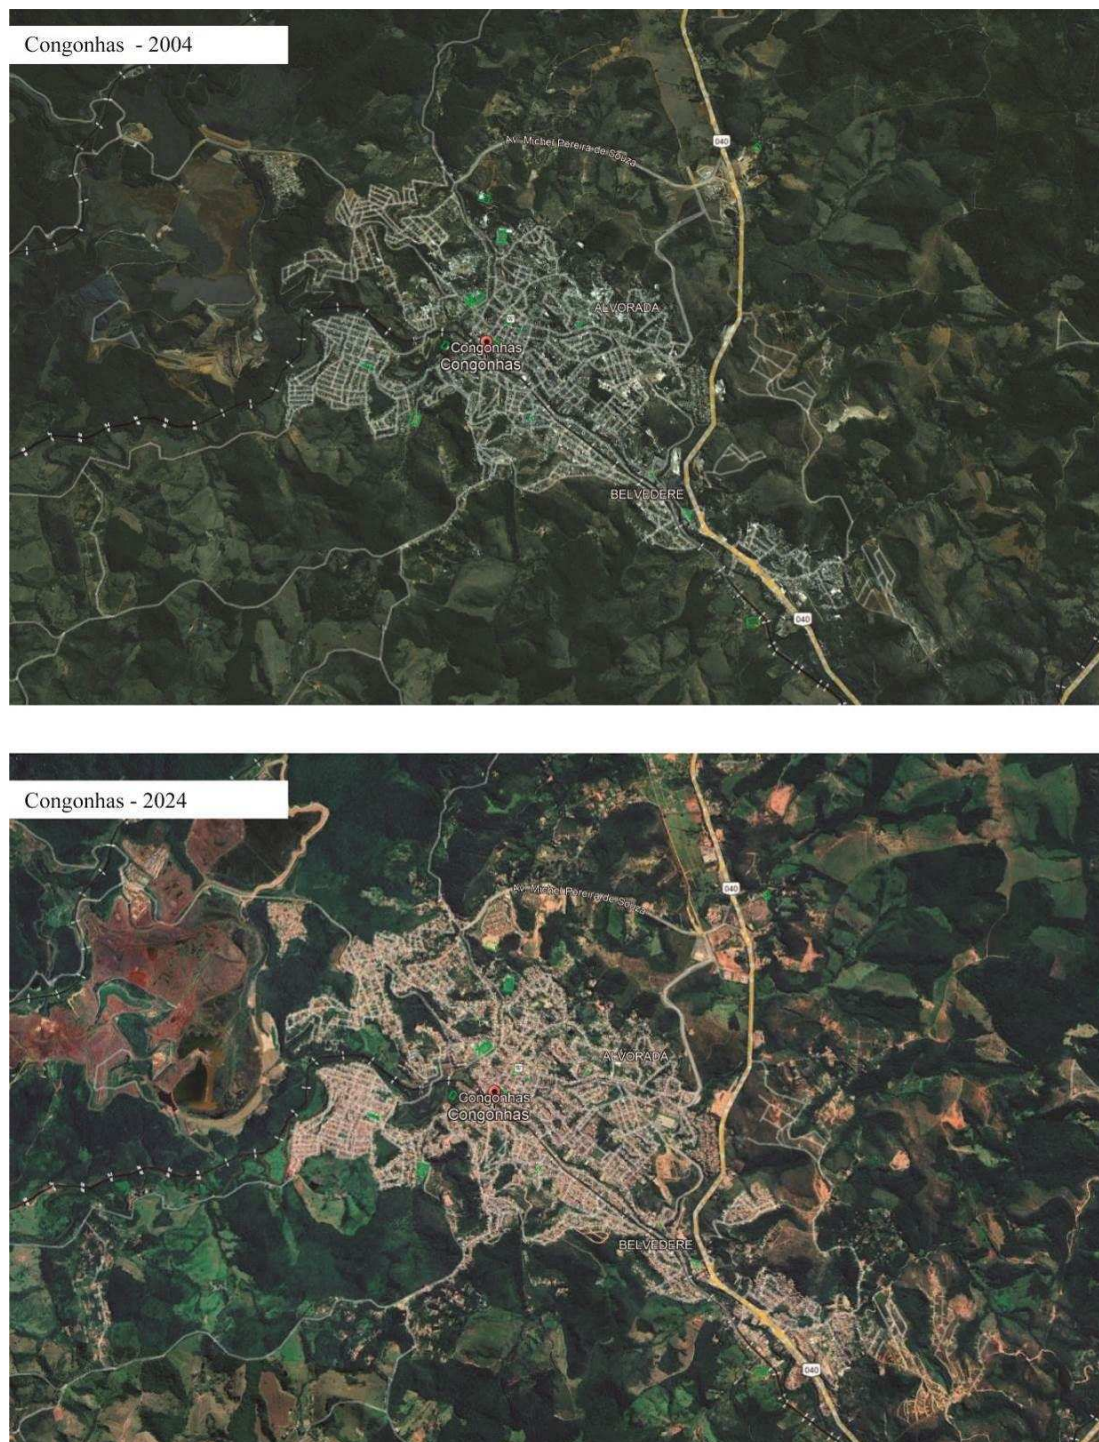 Congonhas - 2004
040
Av. Michel Pereira de Souza
ALVORADA
Congonhas
Congonhas
BELVEDERE
040
Congonhas - 2024
040
Av. Michel Pereira de Souza
ALVORADA
Congonhas
Congonhas
BELVEDERE
040